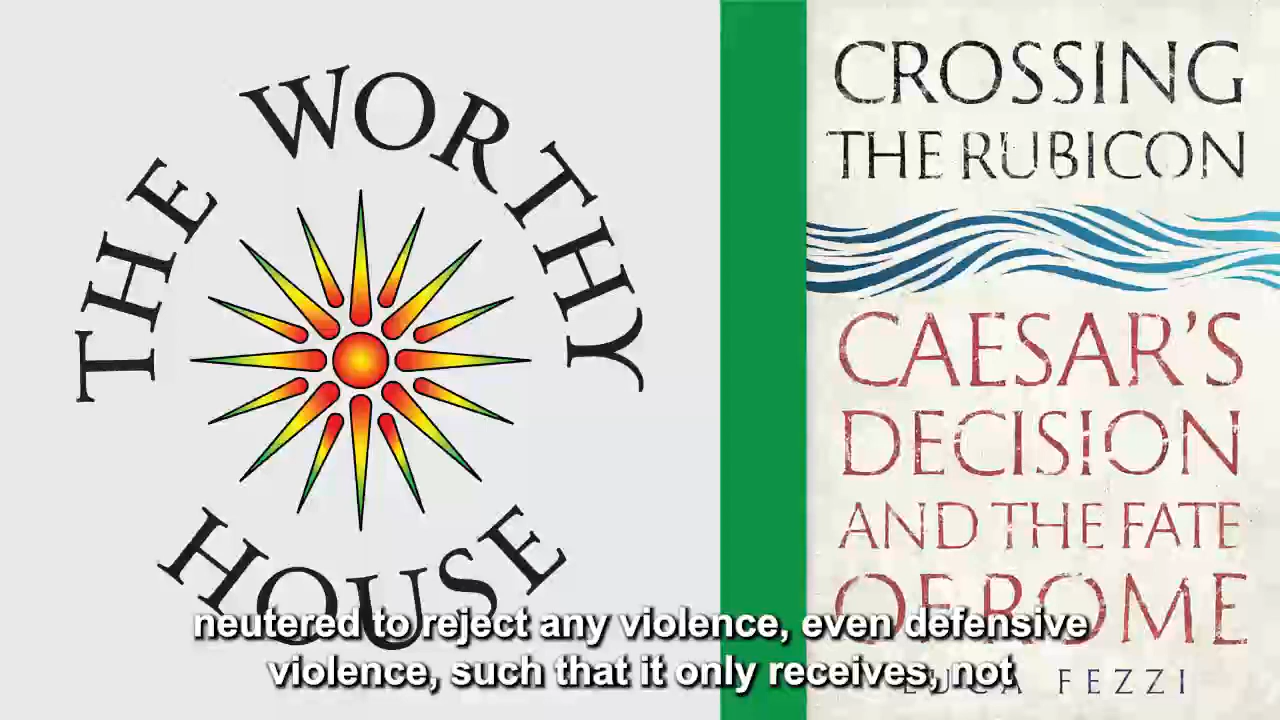 THE WORTHY
HOUSE
CROSSING
THE RUBICON
CAESAR'S
DECISION
AND THE FATE
OF ROME
LUCA FEZZI
neutered to reject any violence, even defensive
violence, such that it only receives, not